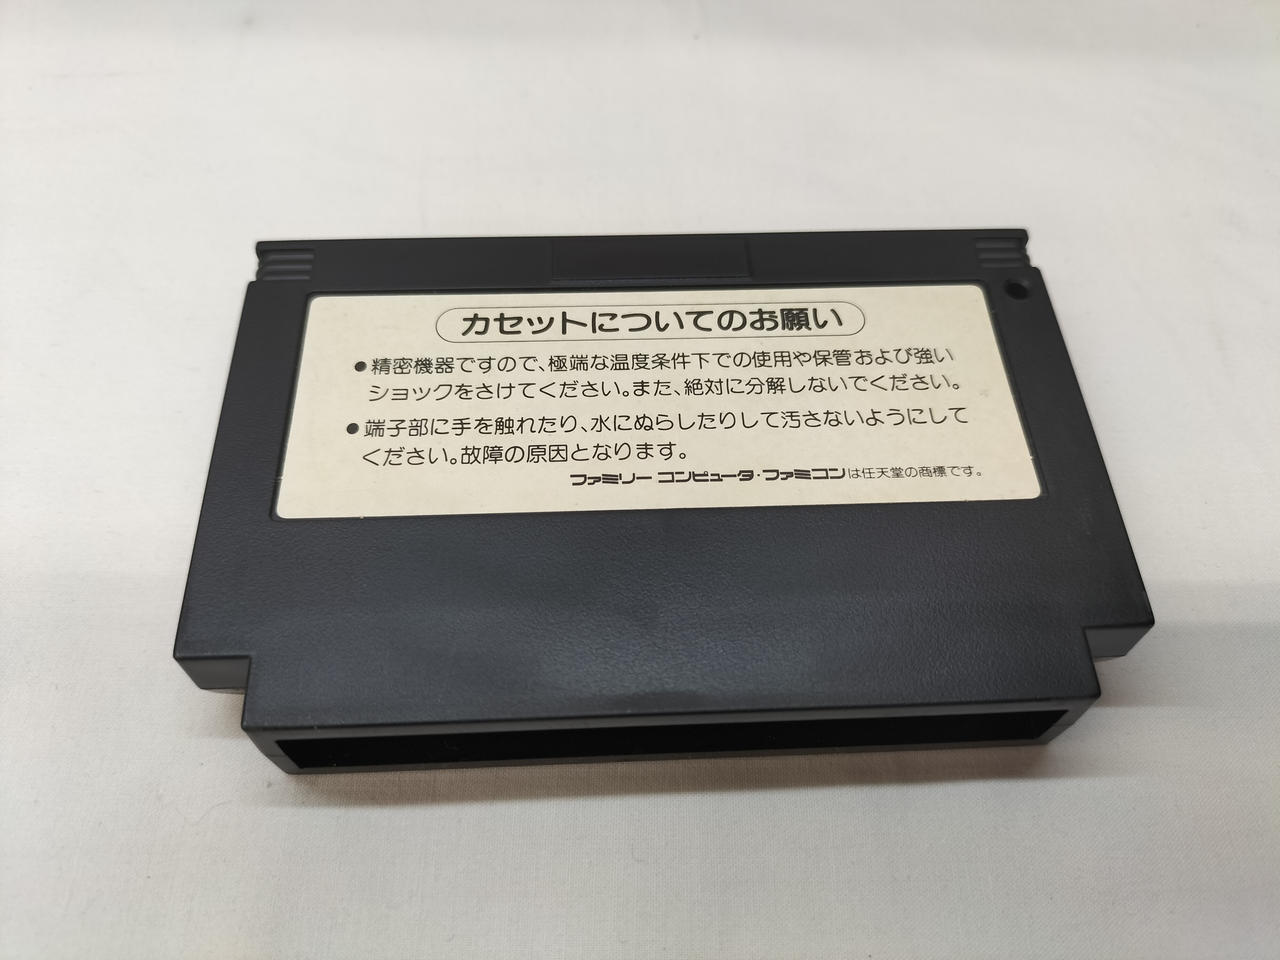 カセットについてのお願い
●精密機器ですので、極端な温度条件下での使用や保管および強い
ショックをさけてください。また、絶対に分解しないでください。
●端子部に手を触れたり、水にぬらしたりして汚さないようにして
ください。故障の原因となります。
ファミリーコンピュータ・ファミコンは任天堂の商標です。